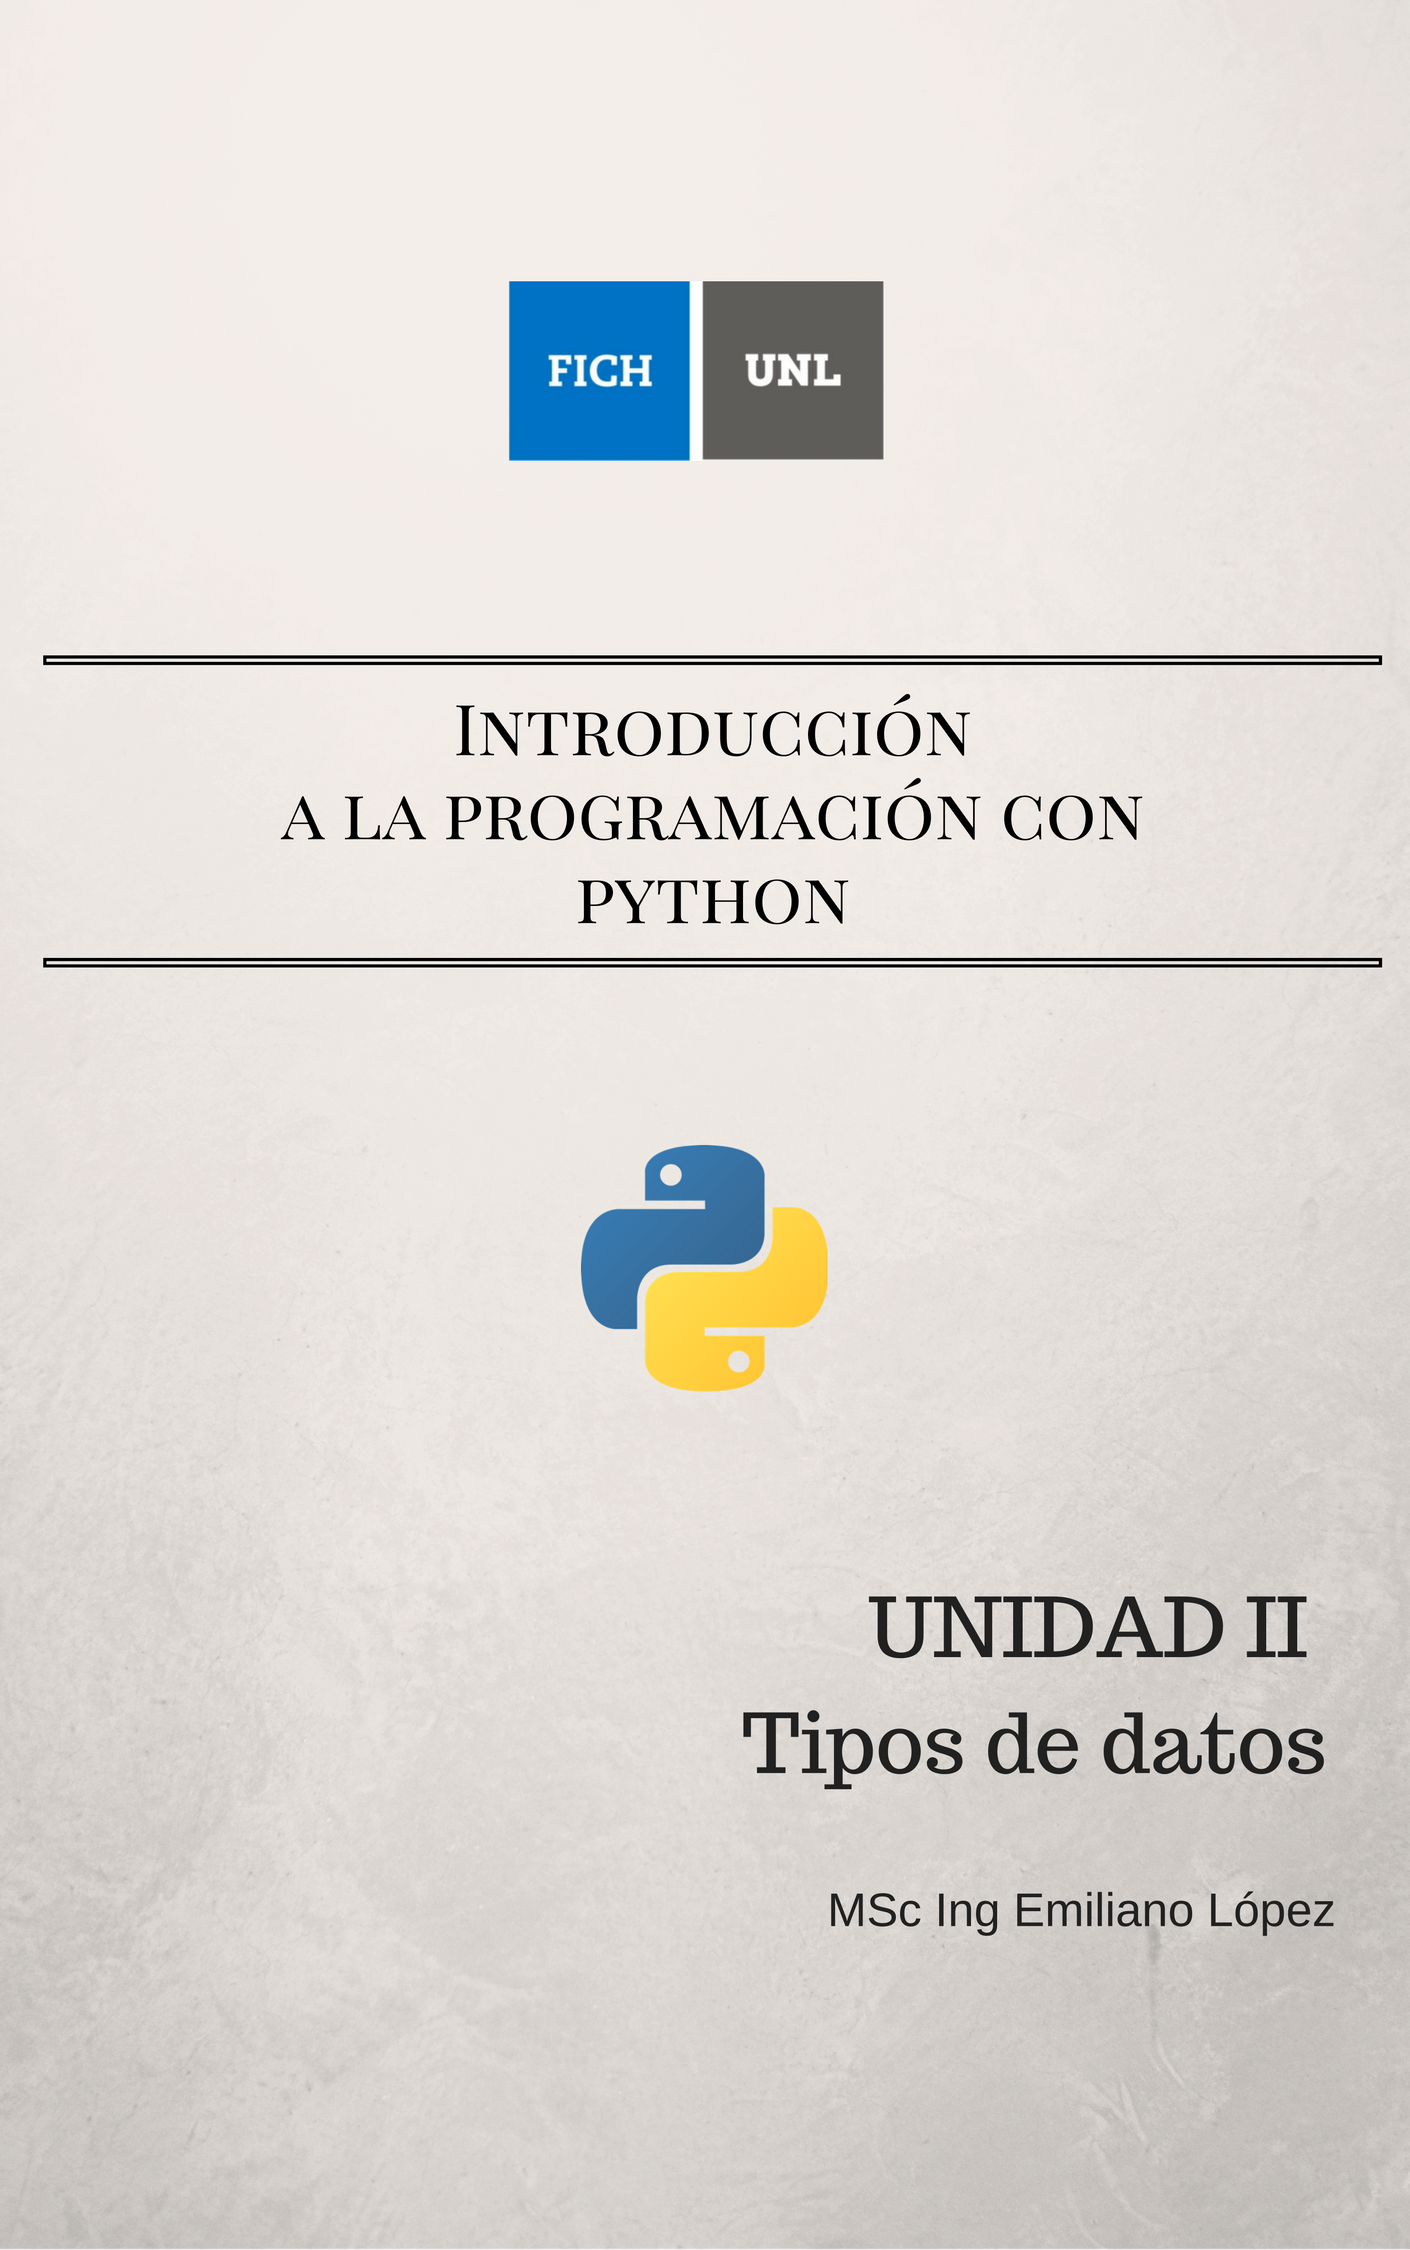 FICH UNL
Introducción
a la programación con
python
UNIDAD II
Tipos de datos
MSc Ing Emiliano López